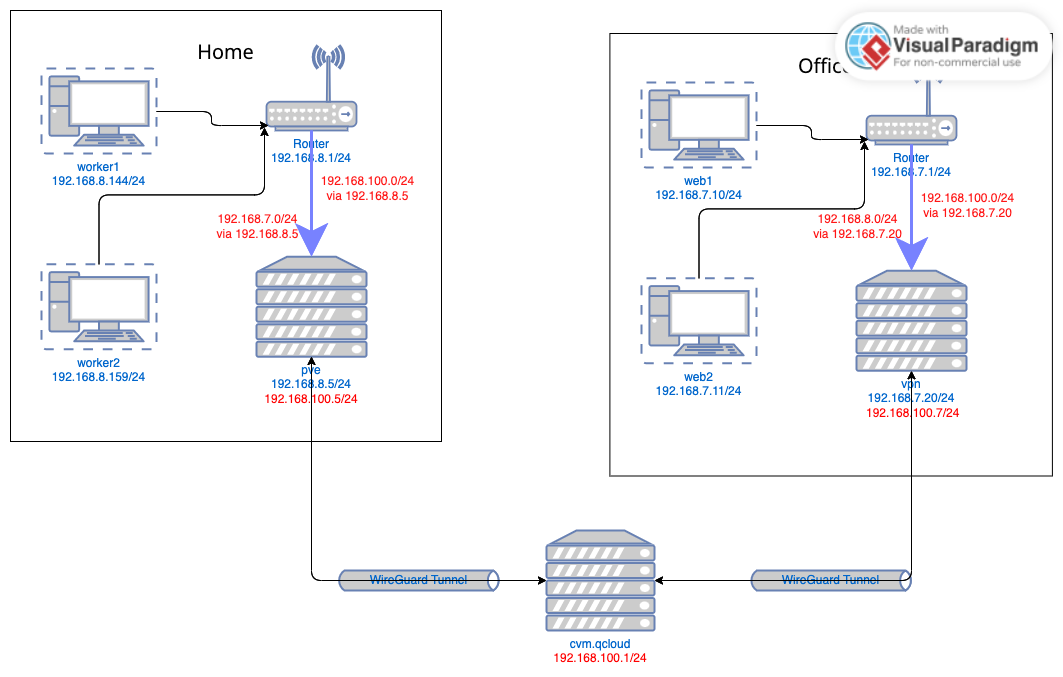 Home
worker1
192.168.8.144/24
Router
192.168.8.1/24
192.168.100.0/24
via 192.168.8.5
192.168.7.0/24
via 192.168.8.5
worker2
192.168.8.159/24
pve
192.168.8.5/24
192.168.100.5/24
Made with
Visual Paradigm
For non-commercial use
web1
192.168.7.10/24
Router
192.168.7.1/24
192.168.100.0/24
via 192.168.7.20
192.168.8.0/24
via 192.168.7.20
web2
192.168.7.11/24
vpn
192.168.7.20/24
192.168.100.7/24
WireGuard Tunnel
WireGuard Tunnel
cvm.qcloud
192.168.100.1/24